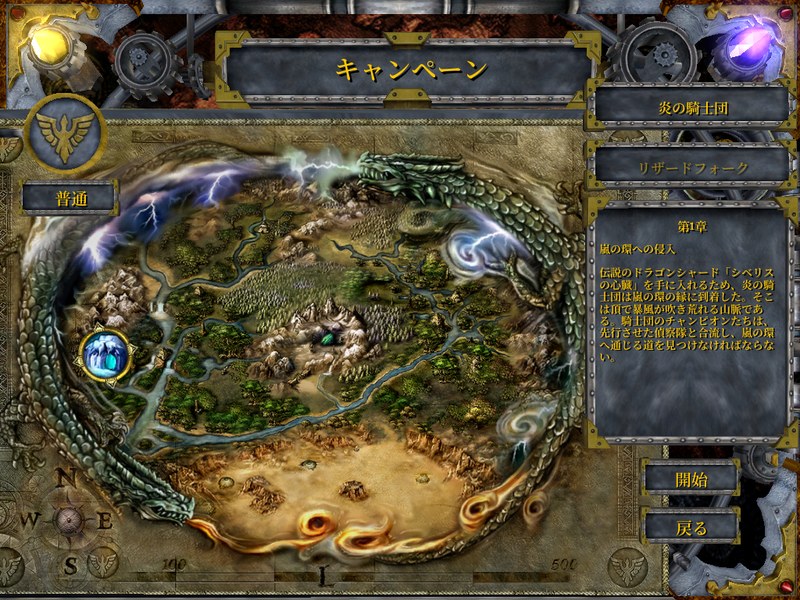 キャンペーン
炎の騎士団
リザードフォーク
普通
第1章
嵐の環への侵入
伝説のドラゴンシャード「シベリス
の心臓」を手に入れるため、炎の騎
士団は嵐の環の縁に到着した。そこ
は頂で暴風が吹き荒れる山脈であ
る。騎士団のチャンピオンたちは、
先行させた偵察隊と合流し、嵐の環
へ通じる道を見つけなければならな
い。
開始
戻る
N
W E
S
100
500